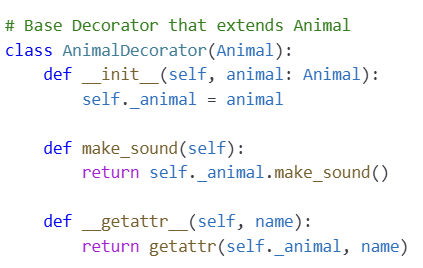 # Base Decorator that extends Animal
class AnimalDecorator(Animal):
    def __init__(self, animal: Animal):
        self._animal = animal

    def make_sound(self):
        return self._animal.make_sound()

    def __getattr__(self, name):
        return getattr(self._animal, name)